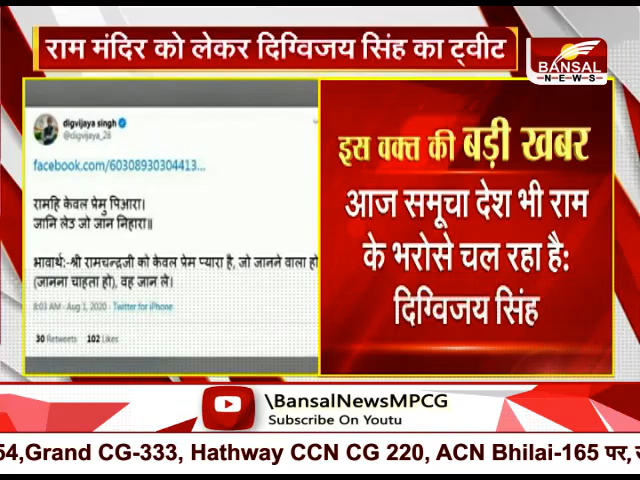 राम मंदिर को लेकर दिग्विजय सिंह का ट्वीट
BANSAL
NEWS
digvijaya singh
@digvijaya_28
facebook.com/60308930304413...
रामहि केवल प्रेमु पिआरा।
जानि लेउ जो जान निहारा॥
भावार्थ:-श्री रामचन्द्रजी को केवल प्रेम प्यारा है, जो जानने वाला हो
(जानना चाहता हो), वह जान ले।
8:03 AM - Aug 1, 2020 - Twitter for iPhone
30 Retweets 102 Likes
इस वक्त की बड़ी खबर
आज समूचा देश भी राम
के भरोसे चल रहा है:
दिग्विजय सिंह
\BansalNewsMPCG
Subscribe On Youtu
54,Grand CG-333, Hathway CCN CG 220, ACN Bhilai-165 पर,